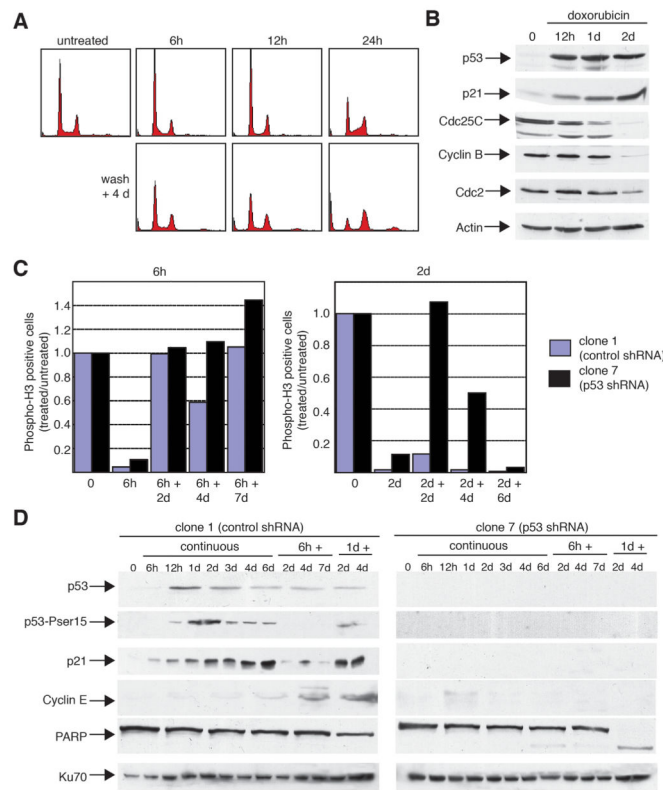 A
untreated
6h
12h
24h
wash
+ 4 d
B
doxorubicin
0 12h 1d 2d
p53
p21
Cdc25C
Cyclin B
Cdc2
Actin
C
6h
Phospho-H3 positive cells
(treated/untreated)
1.4
1.2
1.0
0.8
0.6
0.4
0.2
0 6h 6h + 6h + 6h +
2d 4d 7d
2d
Phospho-H3 positive cells
(treated/untreated)
1.0
0.8
0.6
0.4
0.2
0 2d 2d + 2d + 2d +
2d 4d 6d
clone 1
(control shRNA)
clone 7
(p53 shRNA)
D
clone 1 (control shRNA)
continuous 6h + 1d +
0 6h 12h 1d 2d 3d 4d 6d 2d 4d 7d 2d 4d
clone 7 (p53 shRNA)
continuous 6h + 1d +
0 6h 12h 1d 2d 3d 4d 6d 2d 4d 7d 2d 4d
p53
p53-Pser15
p21
Cyclin E
PARP
Ku70